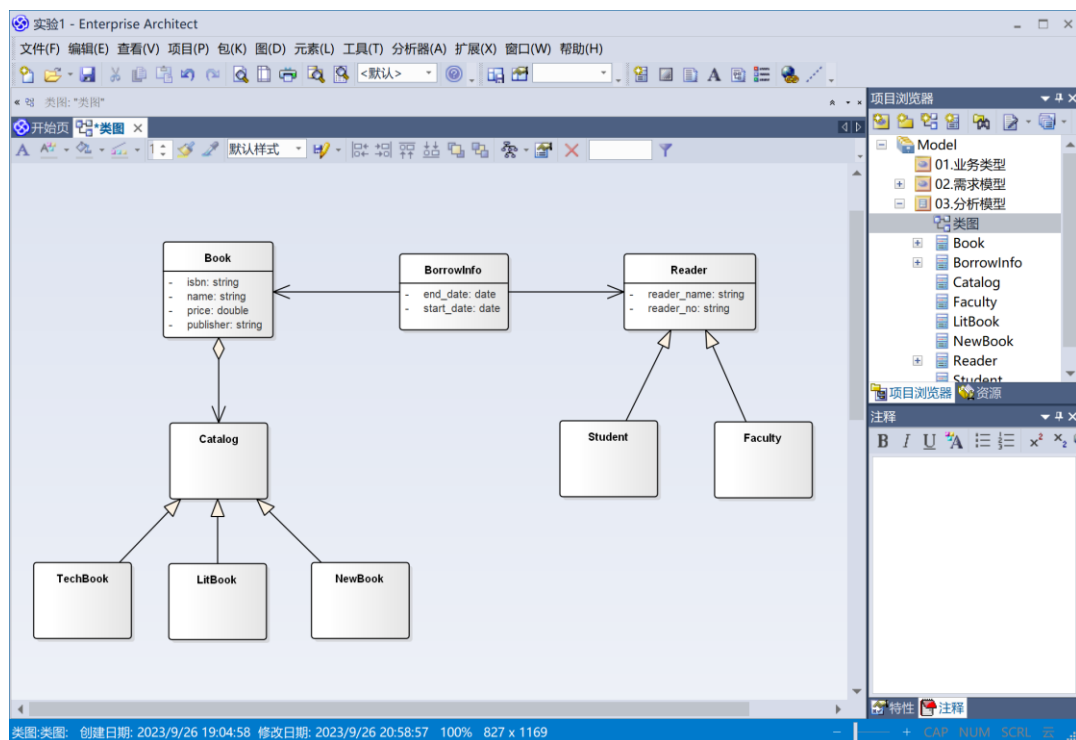 实验1 - Enterprise Architect
文件(F) 编辑(E) 查看(V) 项目(P) 包(K) 图(D) 元素(L) 工具(T) 分析器(A) 扩展(X) 窗口(W) 帮助(H)
<默认>
类图: "类图"
开始页 *类图
1 默认样式
Book
- isbn: string
- name: string
- price: double
- publisher: string
BorrowInfo
- end_date: date
- start_date: date
Reader
- reader_name: string
- reader_no: string
Catalog
Student
Faculty
TechBook
LitBook
NewBook
项目浏览器
Model
01.业务类型
02.需求模型
03.分析模型
类图
Book
BorrowInfo
Catalog
Faculty
LitBook
NewBook
Reader
Student
项目浏览器 资源
注释
B I U A x² x₂
特性 注释
类图:类图: 创建日期: 2023/9/26 19:04:58 修改日期: 2023/9/26 20:58:57 100% 827 x 1169
CAP NUM SCRL 云